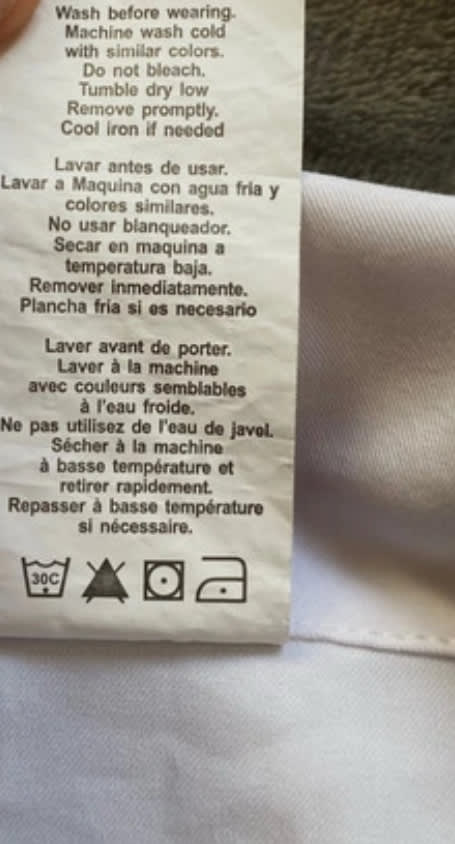 Wash before wearing.
Machine wash cold
with similar colors.
Do not bleach.
Tumble dry low
Remove promptly.
Cool iron if needed
Lavar antes de usar.
Lavar a Maquina con agua fria y
colores similares.
No usar blanqueador.
Secar en maquina a
temperatura baja.
Remover inmediatamente.
Plancha fria si es necesario
Laver avant de porter.
Laver à la machine
avec couleurs semblables
à l'eau froide.
Ne pas utilisez de l'eau de javel.
Sécher à la machine
à basse température et
retirer rapidement.
Repasser à basse température
si nécessaire.
30C